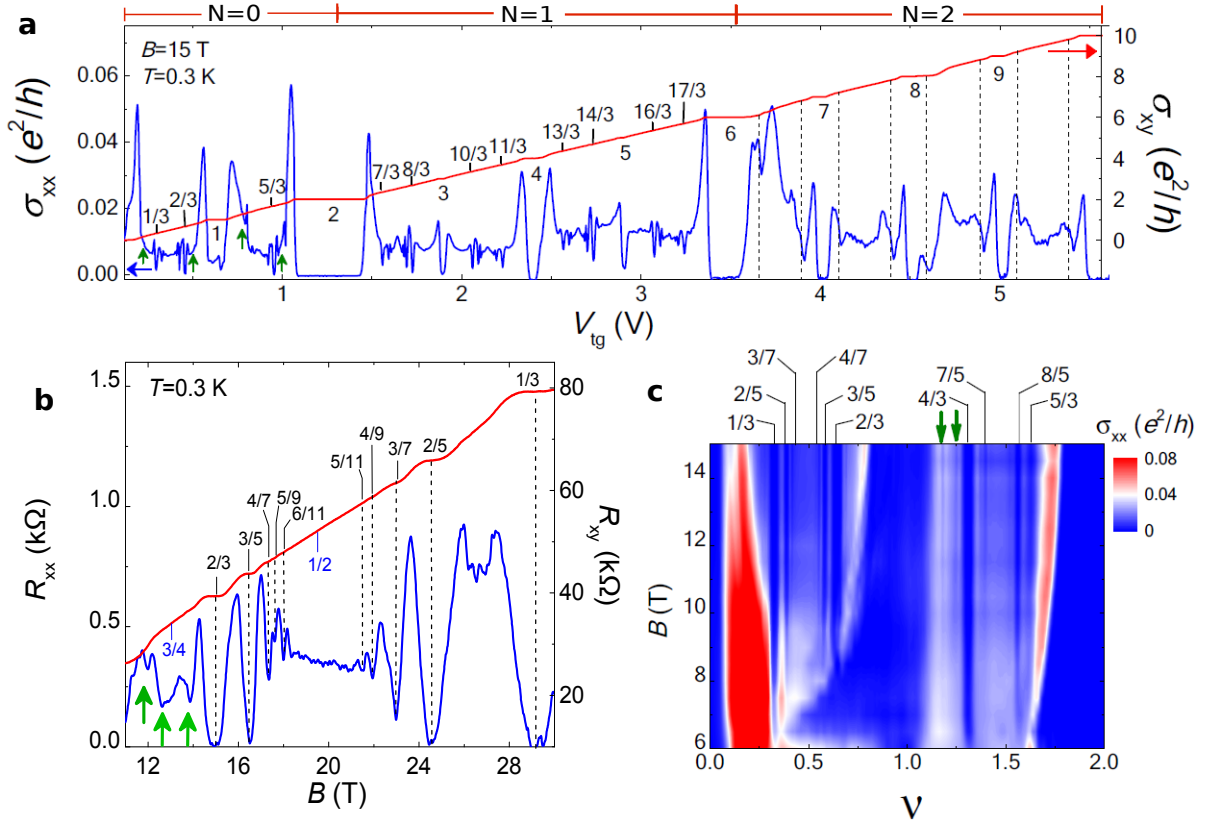 N=0 N=1 N=2
a
B=15 T
T=0.3 K
σxx (e²/h)
0.06
0.04
0.02
0.00
1/3 2/3 1 5/3 2 7/3 8/3 3 10/3 11/3 4 13/3 14/3 5 16/3 17/3 6 7 8 9
10
8
6
4
2
0
σxy (e²/h)
1 2 3 4 5
Vtg (V)
b
T=0.3 K
Rxx (kΩ)
1.5
1.0
0.5
0.0
3/4 2/3 3/5 4/7 5/9 6/11 1/2 5/11 4/9 3/7 2/5 1/3
80
60
40
20
Rxy (kΩ)
12 16 20 24 28
B (T)
c
3/7 4/7
2/5 3/5
1/3 2/3
7/5 8/5
4/3 5/3
σxx (e²/h)
0.08
0.04
0
B (T)
14
12
10
8
6
0.0 0.5 1.0 1.5 2.0
ν